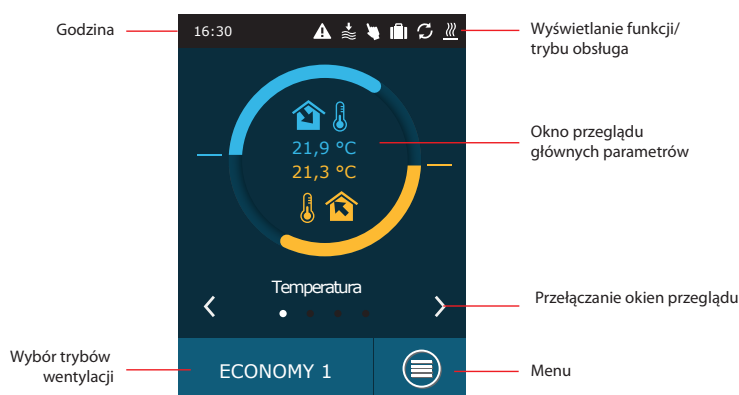 Godzina
16:30
Wyświetlanie funkcji/
trybu obsługa
21,9 °C
21,3 °C
Okno przeglądu
głównych parametrów
Temperatura
Przełączanie okien przeglądu
Wybór trybów
wentylacji
ECONOMY 1
Menu